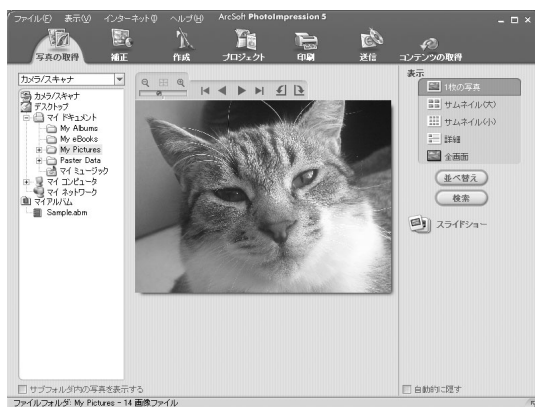 ファイル(F) 表示(V) インターネット(I) ヘルプ(H) ArcSoft PhotoImpression 5
写真の取得 補正 作成 プロジェクト 印刷 送信 コンテンツの取得
カメラ/スキャナ
カメラ/スキャナ
デスクトップ
マイ ドキュメント
My Albums
My eBooks
My Pictures
Paster Data
マイ ミュージック
マイ コンピュータ
マイ ネットワーク
マイアルバム
Sample.abm
サブフォルダ内の写真を表示する
表示
1枚の写真
サムネイル(大)
サムネイル(小)
詳細
全画面
並べ替え
検索
スライドショー
自動的に隠す
ファイルフォルダ: My Pictures - 14 画像ファイル